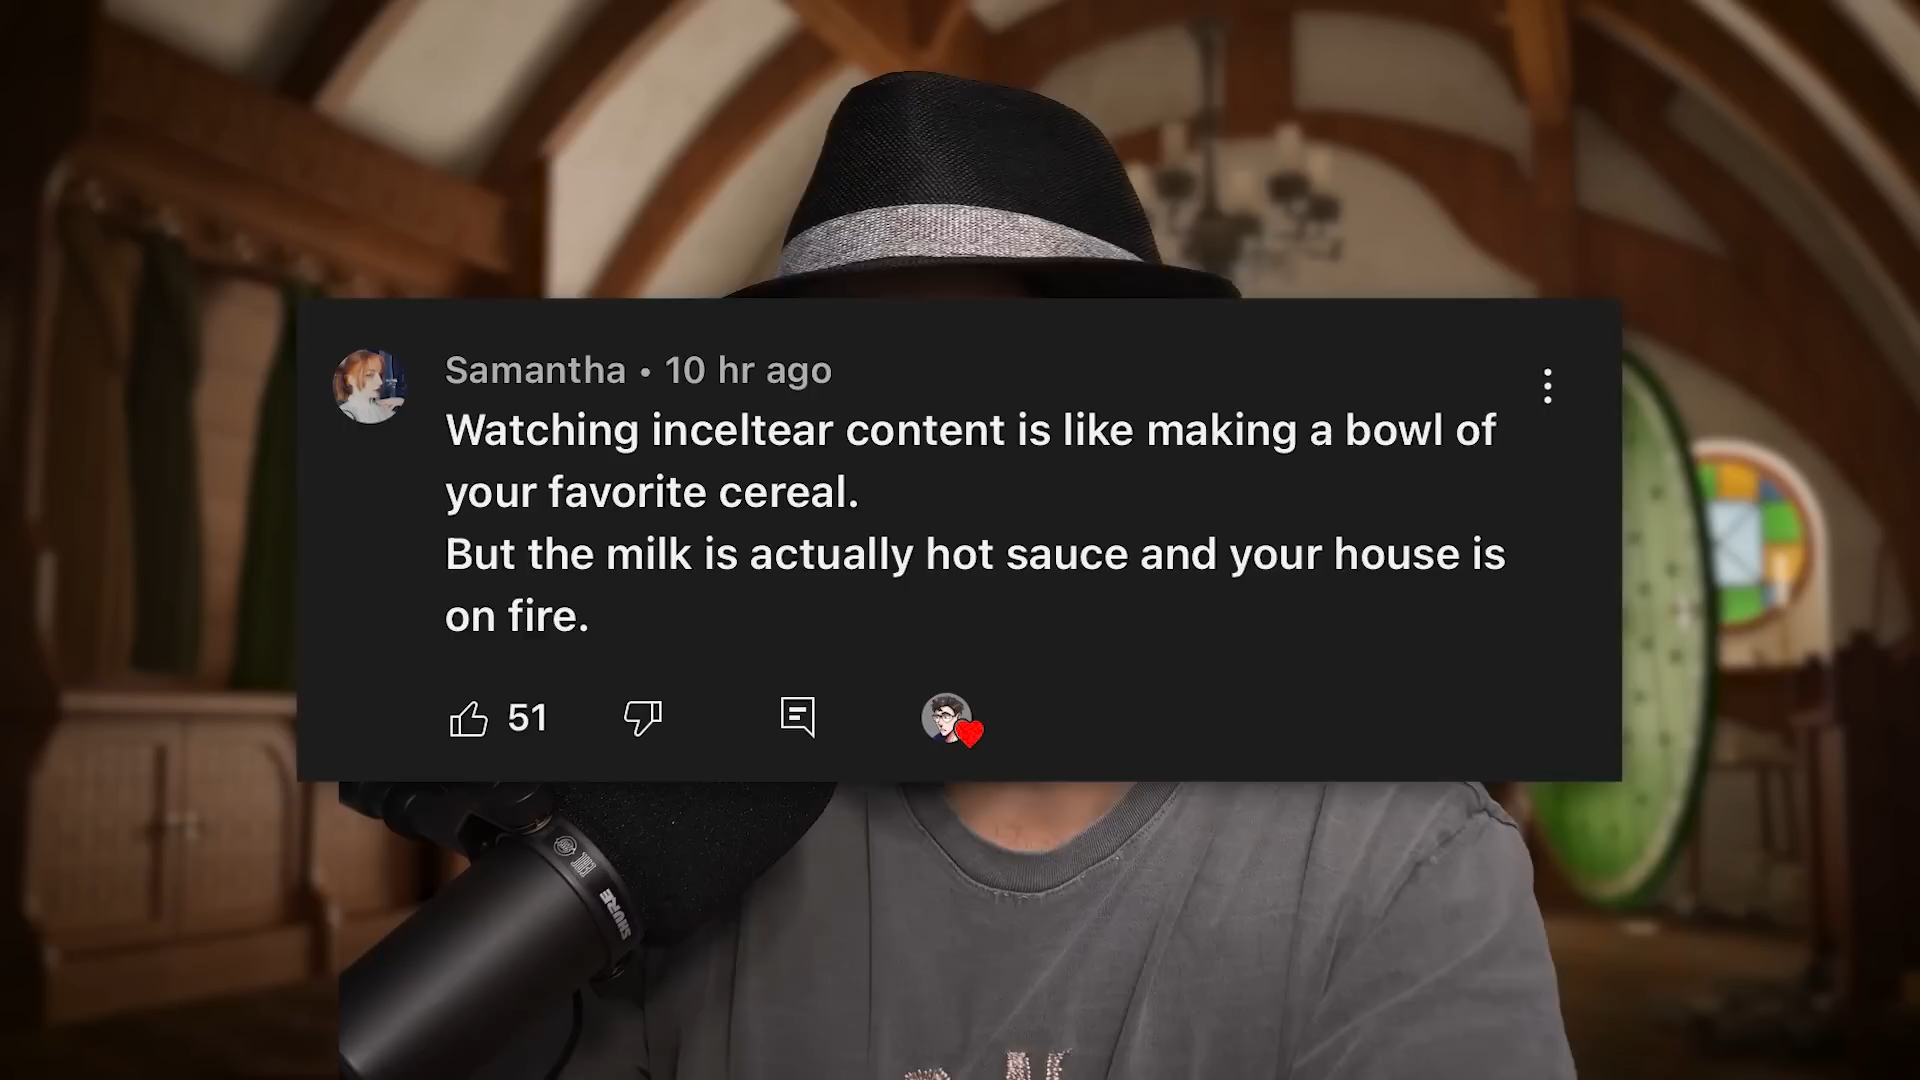 Samantha • 10 hr ago
Watching inceltear content is like making a bowl of
your favorite cereal.
But the milk is actually hot sauce and your house is
on fire.
51
SHURE